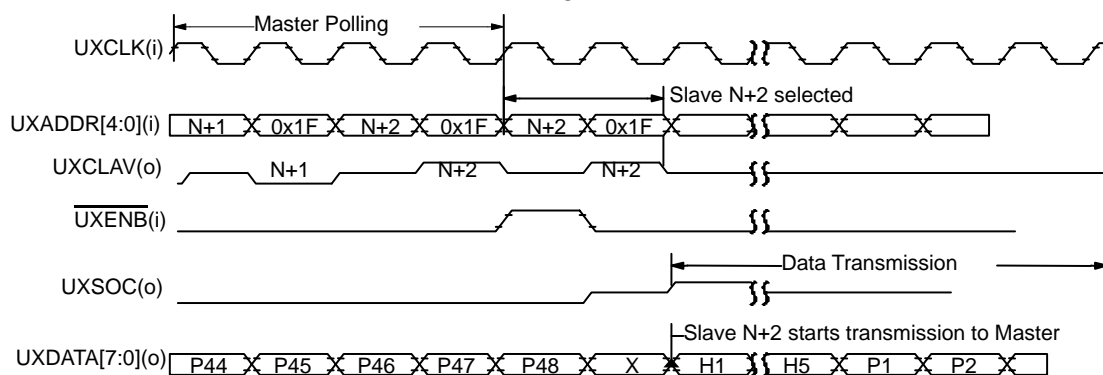 Master Polling
UXCLK(i)
Slave N+2 selected
UXADDR[4:0](i) N+1 0x1F N+2 0x1F N+2 0x1F
UXCLAV(o) N+1 N+2 N+2
UXENB(i)
Data Transmission
UXSOC(o)
Slave N+2 starts transmission to Master
UXDATA[7:0](o) P44 P45 P46 P47 P48 X H1 H5 P1 P2